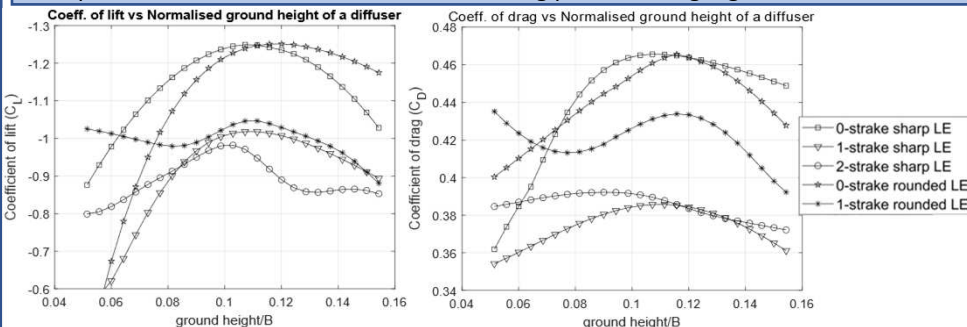 Coeff. of lift vs Normalised ground height of a diffuser
-1.3
-1.2
-1.1
-1
-0.9
-0.8
-0.7
-0.6
Coefficient of lift (C_L)
0.04 0.06 0.08 0.1 0.12 0.14 0.16
ground height/B
Coeff. of drag vs Normalised ground height of a diffuser
0.48
0.46
0.44
0.42
0.4
0.38
0.36
0.34
Coefficient of drag (C_D)
0.04 0.06 0.08 0.1 0.12 0.14 0.16
ground height/B
0-strake sharp LE
1-strake sharp LE
2-strake sharp LE
0-strake rounded LE
1-strake rounded LE